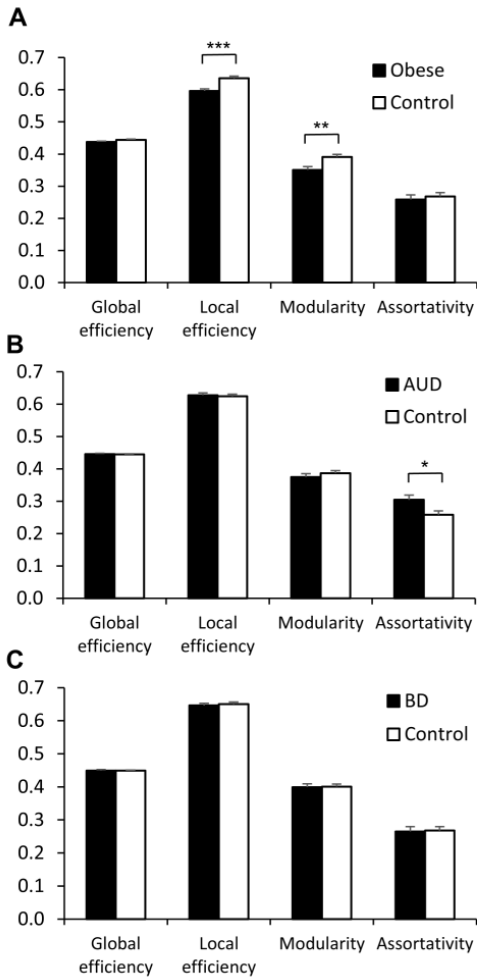 A
0.7
0.6
0.5
0.4
0.3
0.2
0.1
0.0
***
**
Obese
Control
Global efficiency
Local efficiency
Modularity
Assortativity
B
0.7
0.6
0.5
0.4
0.3
0.2
0.1
0.0
AUD
Control
*
Global efficiency
Local efficiency
Modularity
Assortativity
C
0.7
0.6
0.5
0.4
0.3
0.2
0.1
0.0
BD
Control
Global efficiency
Local efficiency
Modularity
Assortativity